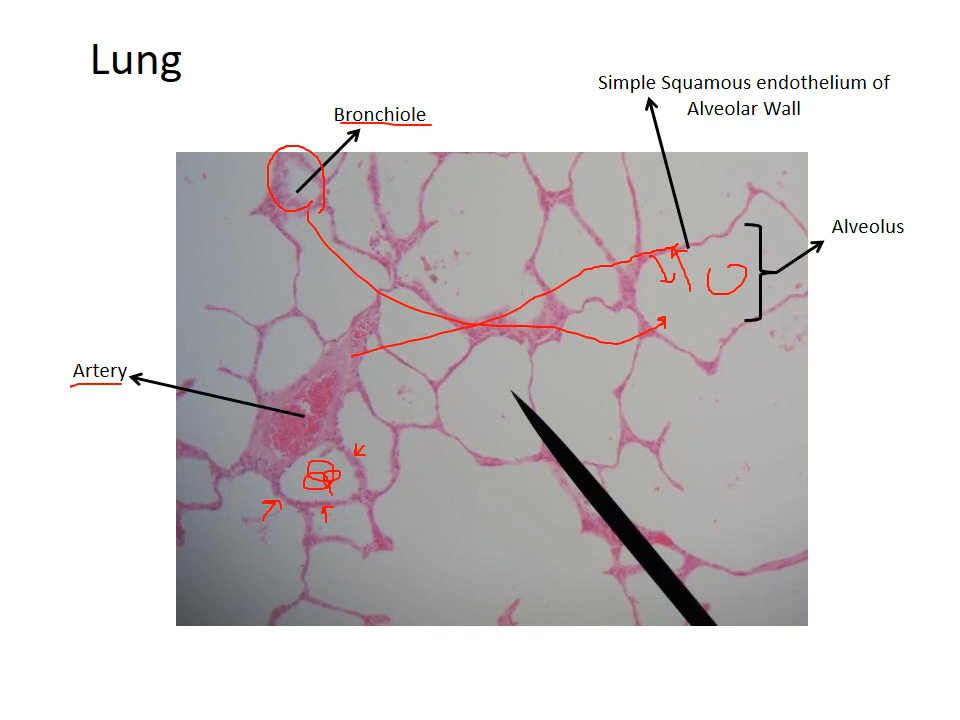 Lung
Simple Squamous endothelium of
Alveolar Wall
Bronchiole
Alveolus
Artery